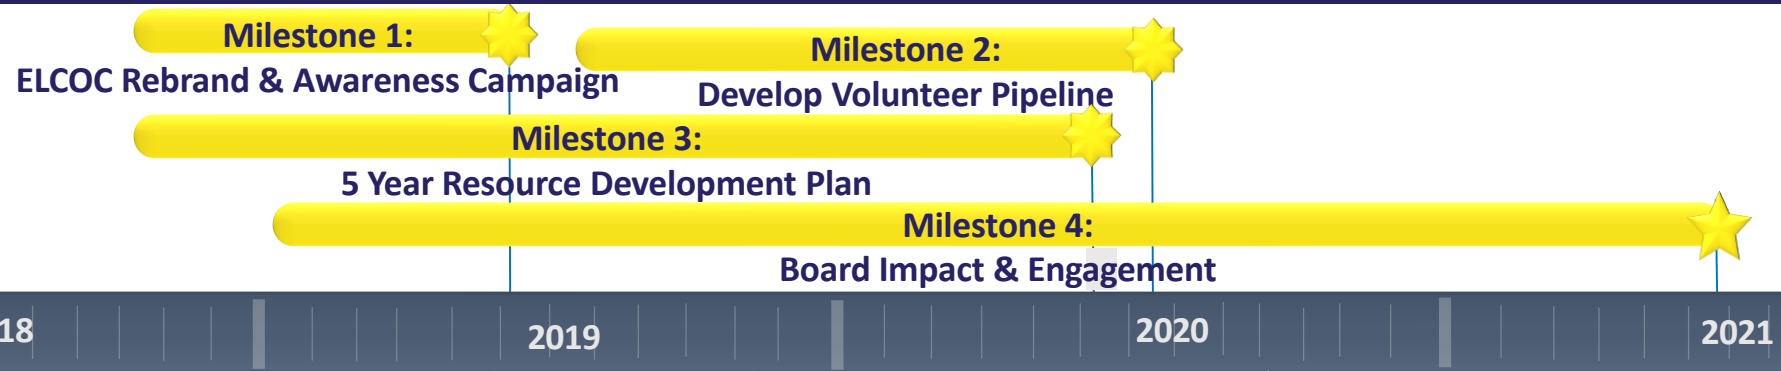 Milestone 1:
ELCOC Rebrand & Awareness Campaign
Milestone 2:
Develop Volunteer Pipeline
Milestone 3:
5 Year Resource Development Plan
Milestone 4:
Board Impact & Engagement
18
2019
2020
2021